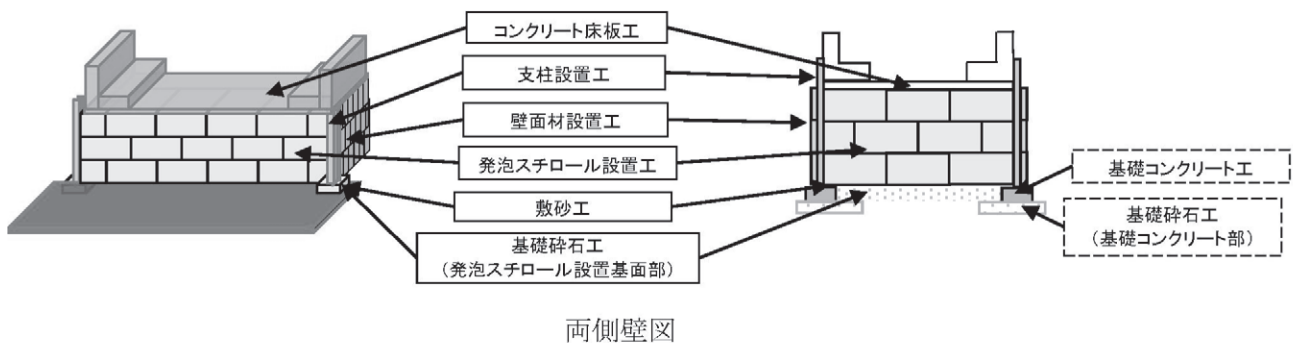 コンクリート床板工
支柱設置工
壁面材設置工
発泡スチロール設置工
敷砂工
基礎砕石工
(発泡スチロール設置基面部)
基礎コンクリート工
基礎砕石工
(基礎コンクリート部)
両側壁図